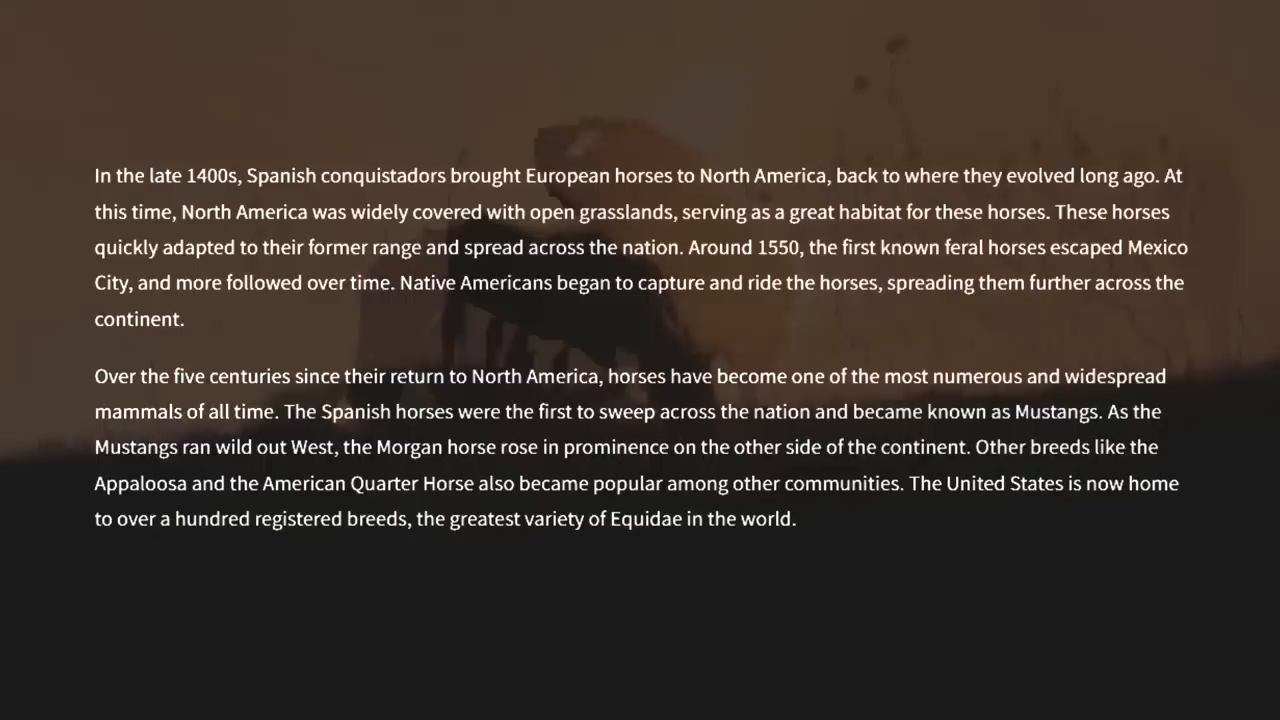 In the late 1400s, Spanish conquistadors brought European horses to North America, back to where they evolved long ago. At
this time, North America was widely covered with open grasslands, serving as a great habitat for these horses. These horses
quickly adapted to their former range and spread across the nation. Around 1550, the first known feral horses escaped Mexico
City, and more followed over time. Native Americans began to capture and ride the horses, spreading them further across the
continent.
Over the five centuries since their return to North America, horses have become one of the most numerous and widespread
mammals of all time. The Spanish horses were the first to sweep across the nation and became known as Mustangs. As the
Mustangs ran wild out West, the Morgan horse rose in prominence on the other side of the continent. Other breeds like the
Appaloosa and the American Quarter Horse also became popular among other communities. The United States is now home
to over a hundred registered breeds, the greatest variety of Equidae in the world.